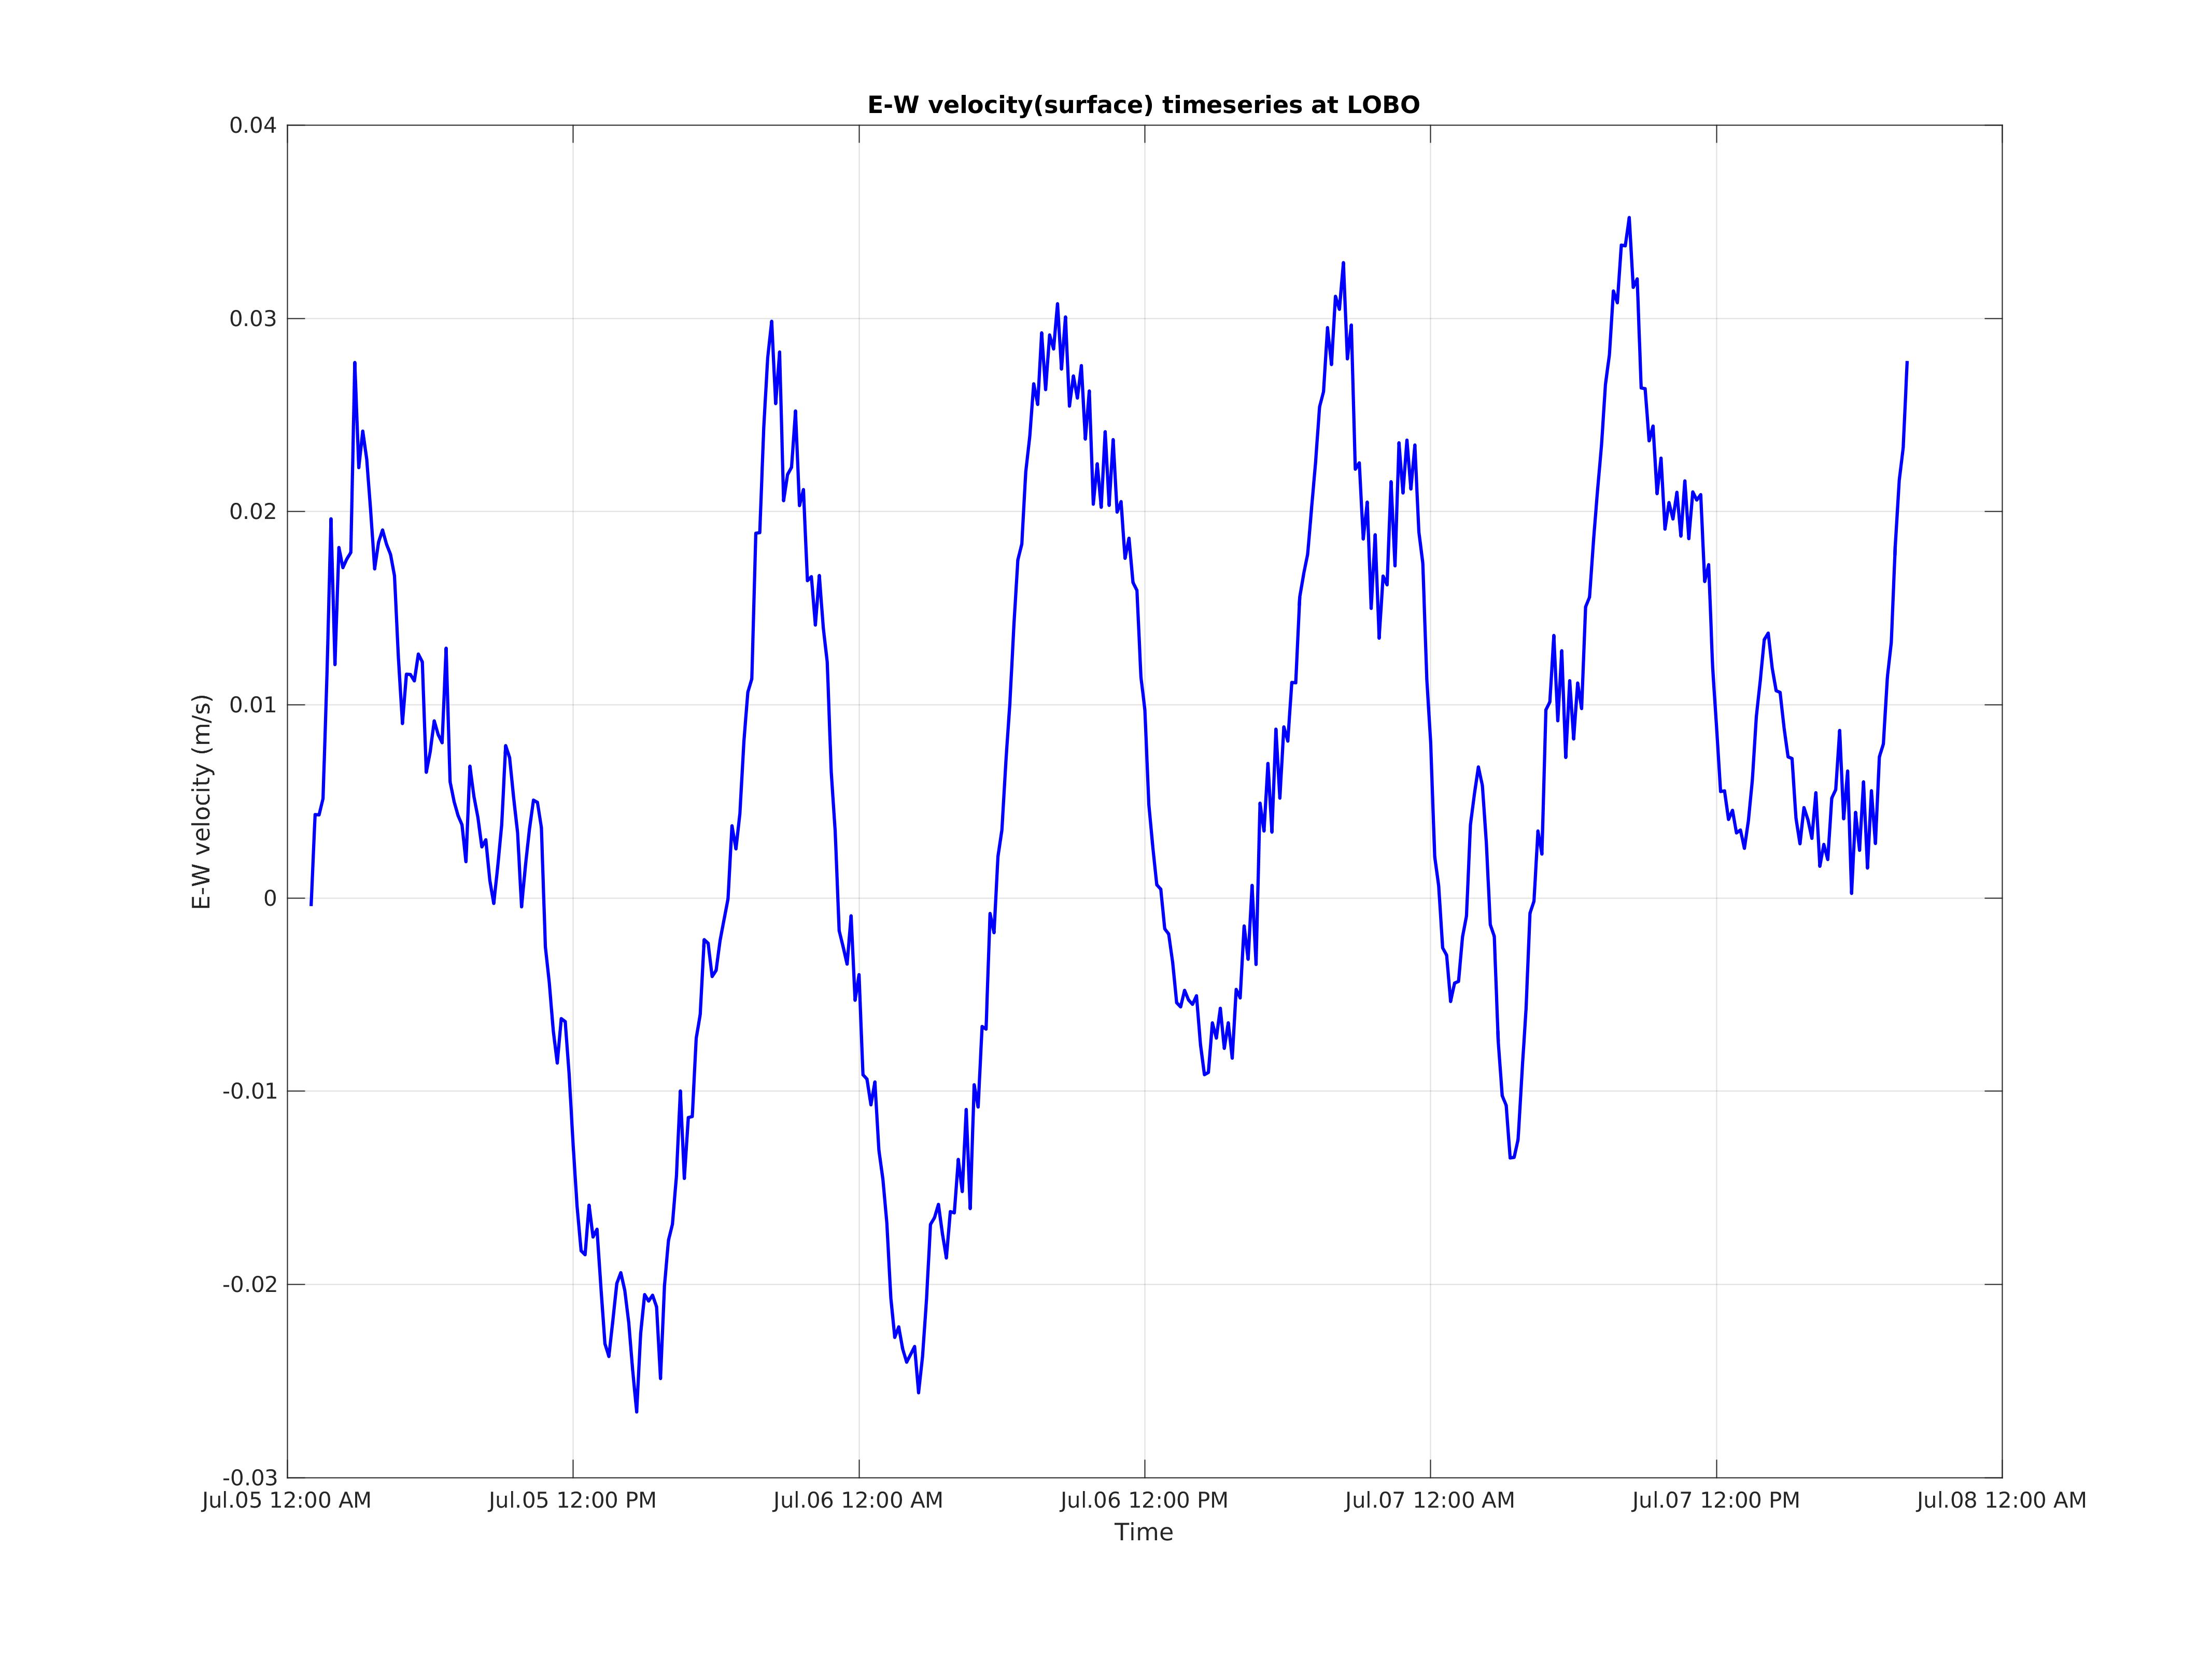 E-W velocity(surface) timeseries at LOBO
0.04
0.03
0.02
0.01
0
-0.01
-0.02
-0.03
E-W velocity (m/s)
Jul.05 12:00 AM Jul.05 12:00 PM Jul.06 12:00 AM Jul.06 12:00 PM Jul.07 12:00 AM Jul.07 12:00 PM Jul.08 12:00 AM
Time